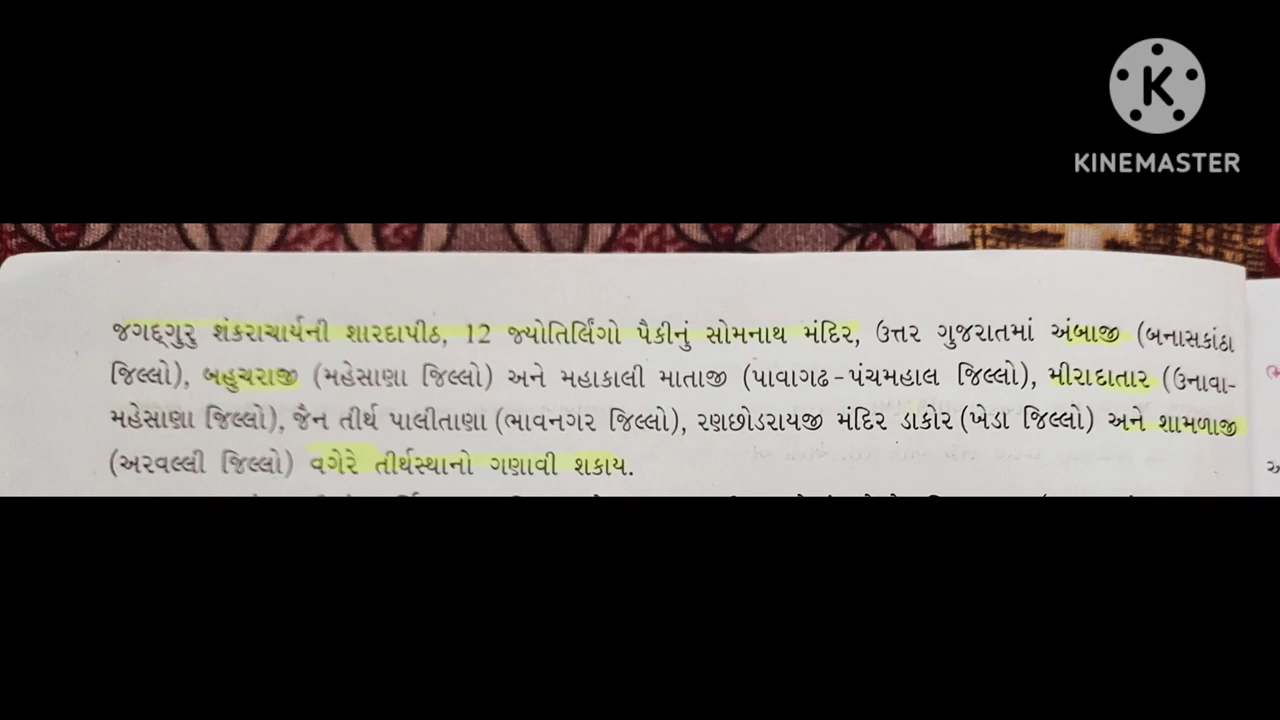 K
KINEMASTER
જગદ્ગુરુ શંકરાચાર્યની શારદાપીઠ, 12 જ્યોતિર્લિંગો પૈકીનું સોમનાથ મંદિર, ઉત્તર ગુજરાતમાં અંબાજી (બનાસકાંઠા
જિલ્લો), બહુચરાજી (મહેસાણા જિલ્લો) અને મહાકાલી માતાજી (પાવાગઢ-પંચમહાલ જિલ્લો), મીરાદાતાર (ઉનાવા-
મહેસાણા જિલ્લો), જૈન તીર્થ પાલીતાણા (ભાવનગર જિલ્લો), રણછોડરાયજી મંદિર ડાકોર (ખેડા જિલ્લો) અને શામળાજી
(અરવલ્લી જિલ્લો) વગેરે તીર્થસ્થાનો ગણાવી શકાય.